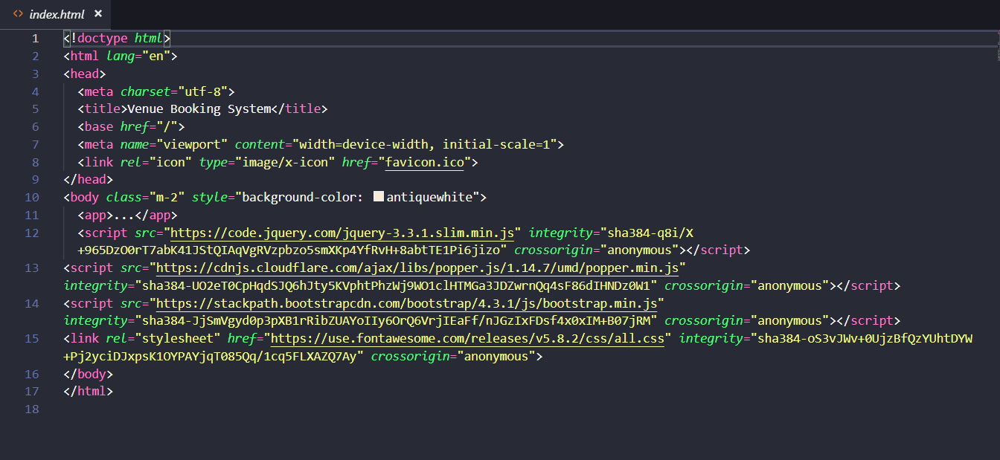 index.html
1 <!doctype html>
2 <html lang="en">
3 <head>
4 <meta charset="utf-8">
5 <title>Venue Booking System</title>
6 <base href="/">
7 <meta name="viewport" content="width=device-width, initial-scale=1">
8 <link rel="icon" type="image/x-icon" href="favicon.ico">
9 </head>
10 <body class="m-2" style="background-color: antiquewhite">
11 <app>...</app>
12 <script src="https://code.jquery.com/jquery-3.3.1.slim.min.js" integrity="sha384-q8i/X
+965DzO0rT7abK41JStQIAqVgRVzpbzo5smXKp4YfRvH+8abtTE1Pi6jizo" crossorigin="anonymous"></script>
13 <script src="https://cdnjs.cloudflare.com/ajax/libs/popper.js/1.14.7/umd/popper.min.js"
integrity="sha384-UO2eT0CpHqdSJQ6hJty5KVphtPhzWj9WO1clHTMGa3JDZwrnQq4sF86dIHNDz0W1" crossorigin="anonymous"></script>
14 <script src="https://stackpath.bootstrapcdn.com/bootstrap/4.3.1/js/bootstrap.min.js"
integrity="sha384-JjSmVgyd0p3pXB1rRibZUAYoIIy6OrQ6VrjIEaFf/nJGzIxFDsf4x0xIM+B07jRM" crossorigin="anonymous"></script>
15 <link rel="stylesheet" href="https://use.fontawesome.com/releases/v5.8.2/css/all.css" integrity="sha384-oS3vJWv+0UjzBfQzYUhtDYW
+Pj2yciDJxpsK1OYPAYjqT085Qq/1cq5FLXAZQ7Ay" crossorigin="anonymous">
16 </body>
17 </html>
18